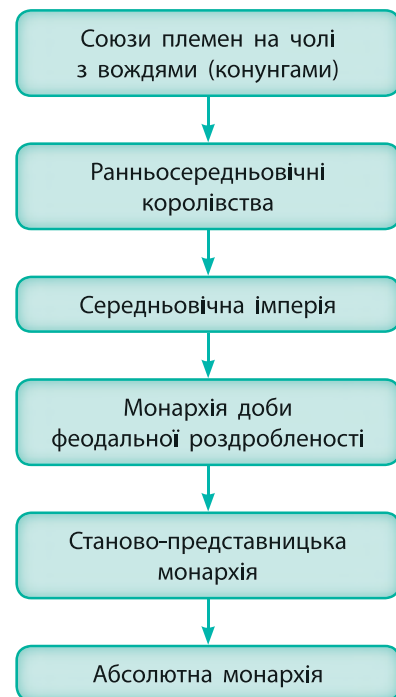 Союзи племен на чолі
з вождями (конунгами)
Ранньосередньовічні
королівства
Середньовічна імперія
Монархія доби
феодальної роздробленості
Станово-представницька
монархія
Абсолютна монархія